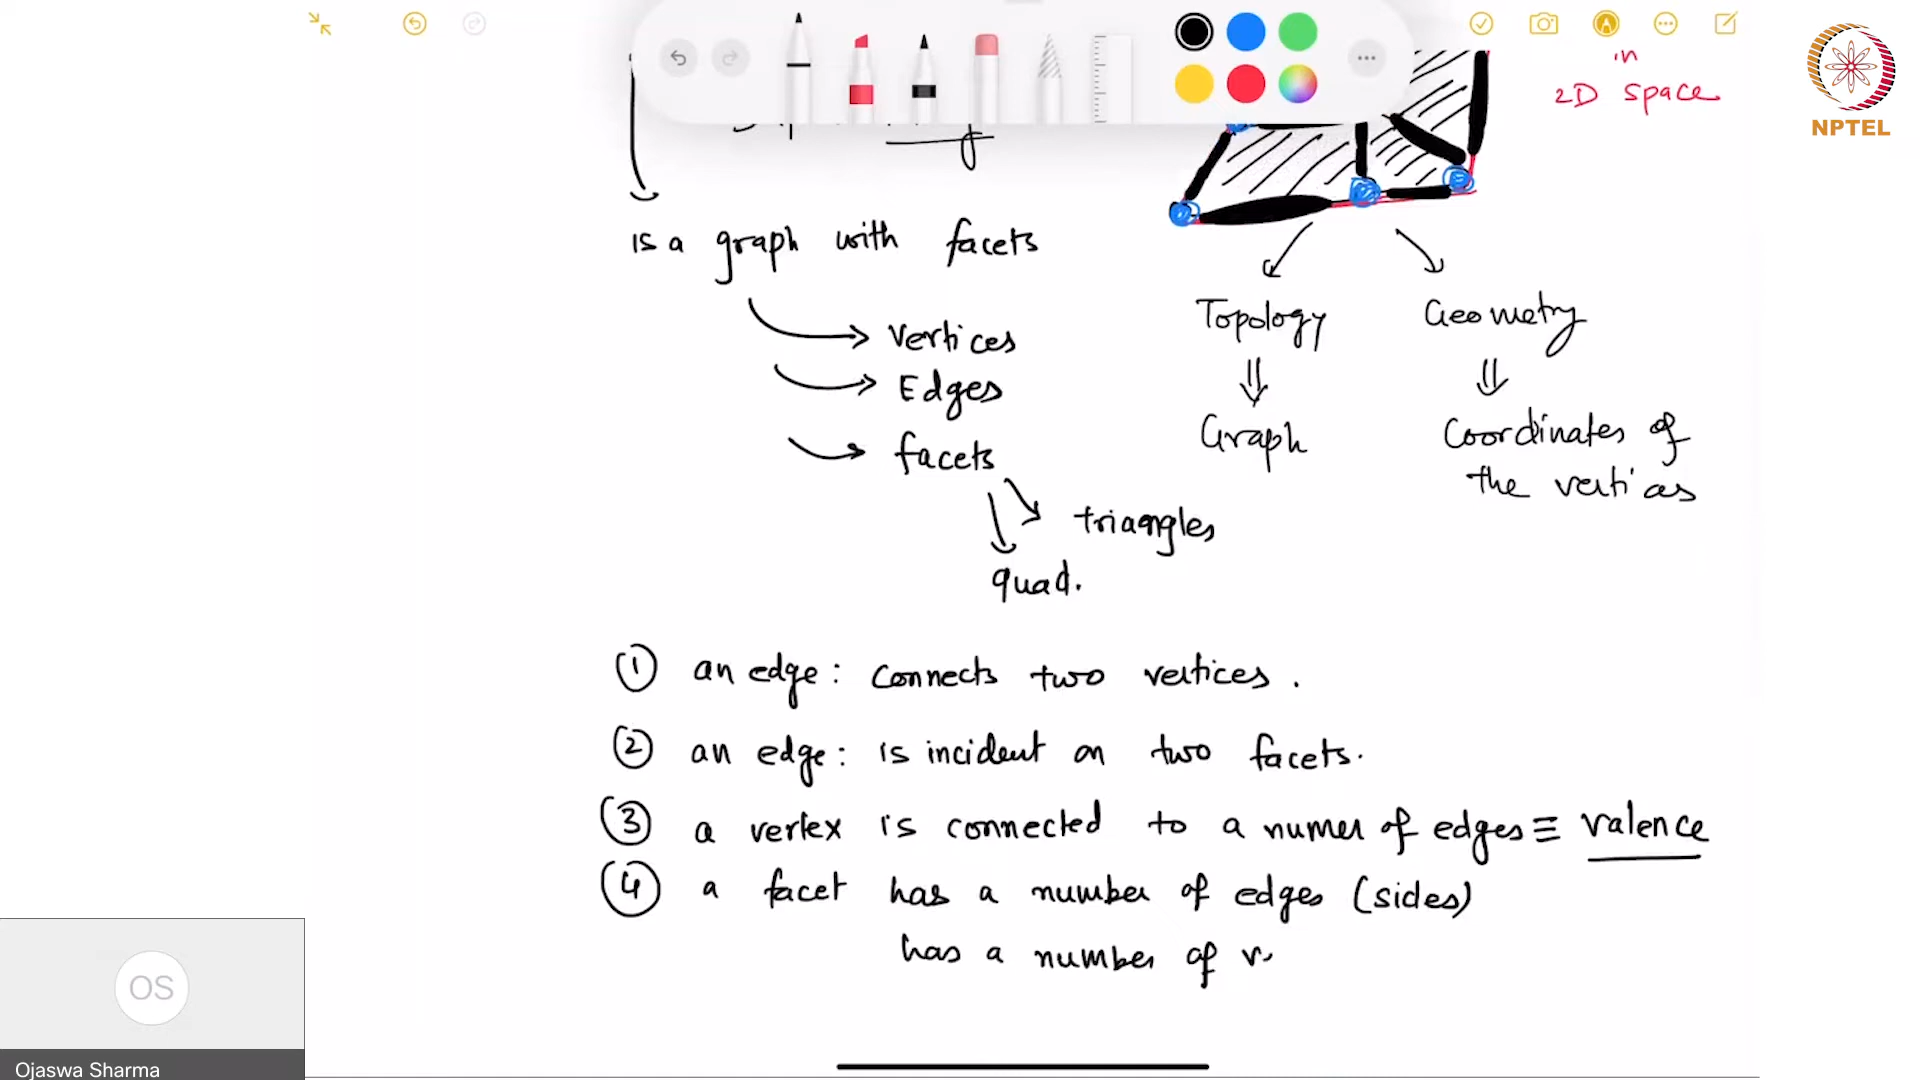 in
2D space
NPTEL
is a graph with facets
Vertices
Edges
facets
triangles
quad.
Topology
Geometry
Graph
Coordinates of
the vertices
① an edge: connects two vertices.
② an edge: is incident on two facets.
③ a vertex is connected to a numer of edges ≡ valence
④ a facet has a number of edges (sides)
has a number of v
OS
Ojaswa Sharma